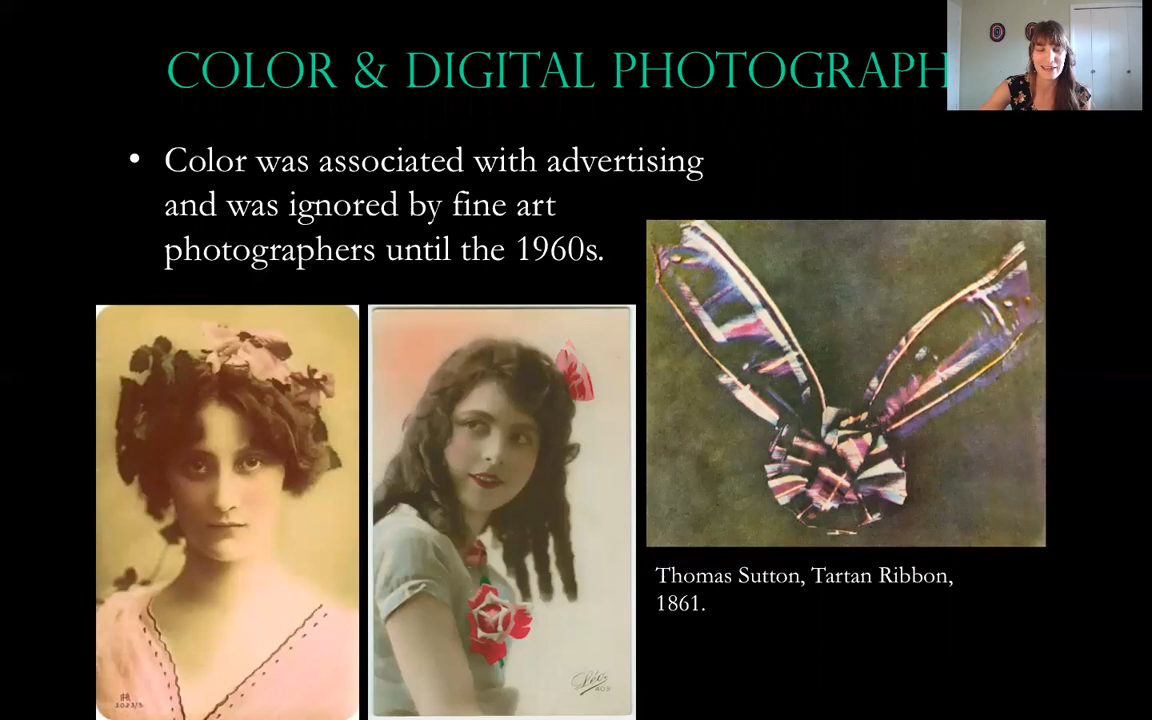 COLOR & DIGITAL PHOTOGRAPH
• Color was associated with advertising
and was ignored by fine art
photographers until the 1960s.
Thomas Sutton, Tartan Ribbon,
1861.
409